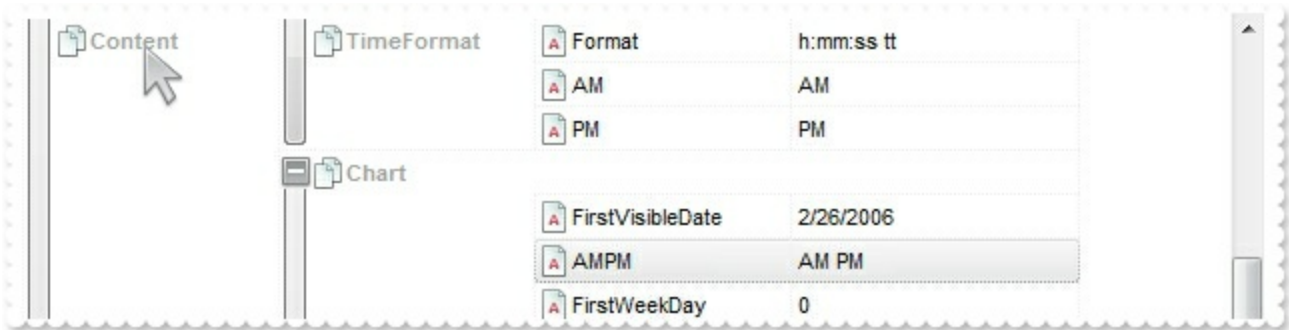 Content TimeFormat Format h:mm:ss tt
AM AM
PM PM
Chart
FirstVisibleDate 2/26/2006
AMPM AM PM
FirstWeekDay 0